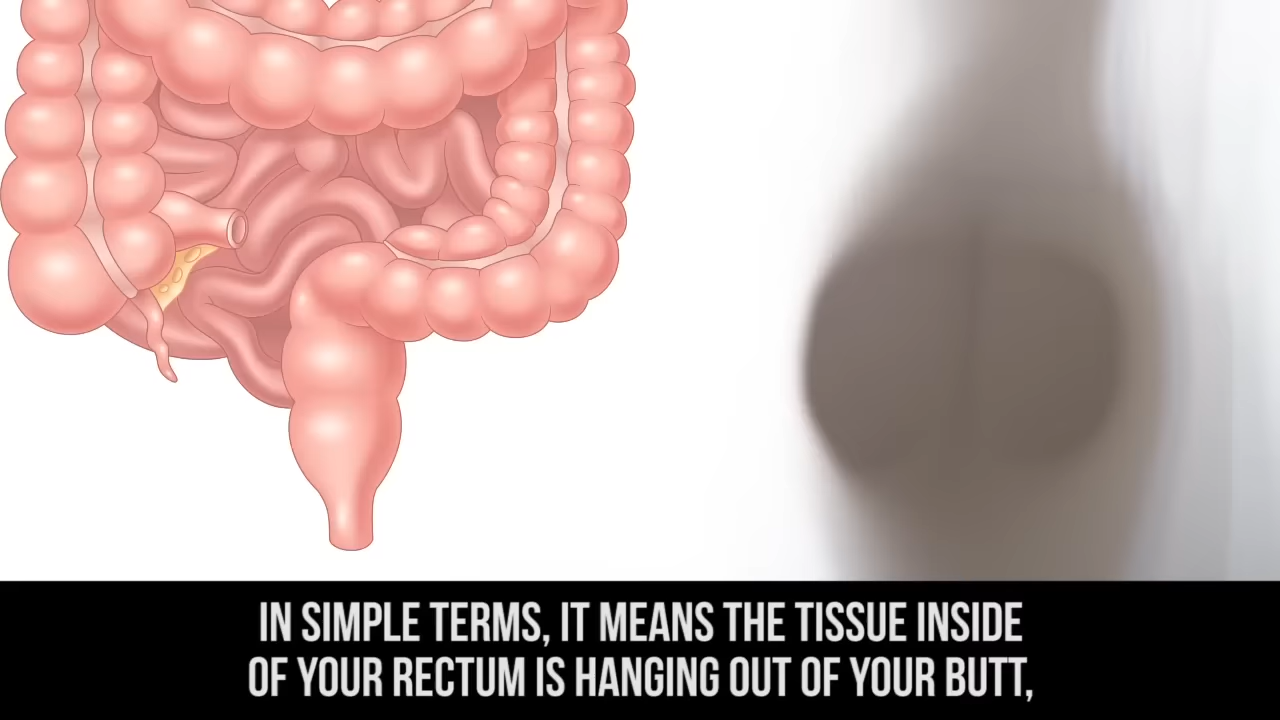 IN SIMPLE TERMS, IT MEANS THE TISSUE INSIDE
OF YOUR RECTUM IS HANGING OUT OF YOUR BUTT,